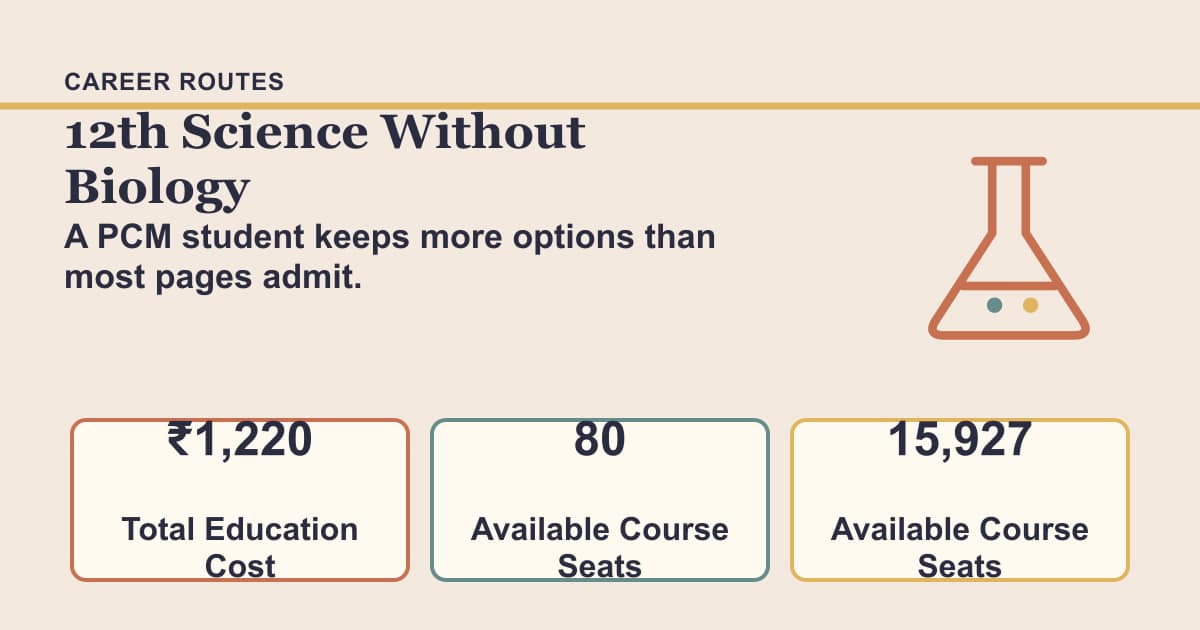 CAREER ROUTES
12th Science Without
Biology
A PCM student keeps more options than
most pages admit.
₹1,220
Total Education
Cost
80
Available Course
Seats
15,927
Available Course
Seats